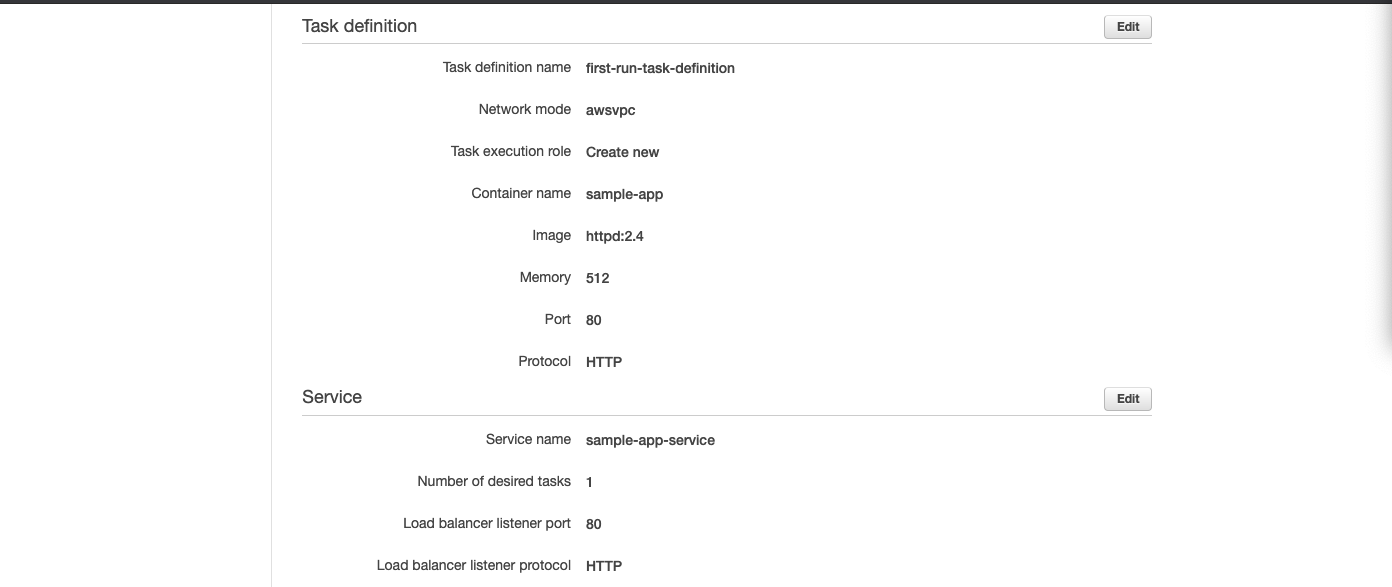 Task definition Edit
Task definition name first-run-task-definition
Network mode awsvpc
Task execution role Create new
Container name sample-app
Image httpd:2.4
Memory 512
Port 80
Protocol HTTP
Service Edit
Service name sample-app-service
Number of desired tasks 1
Load balancer listener port 80
Load balancer listener protocol HTTP